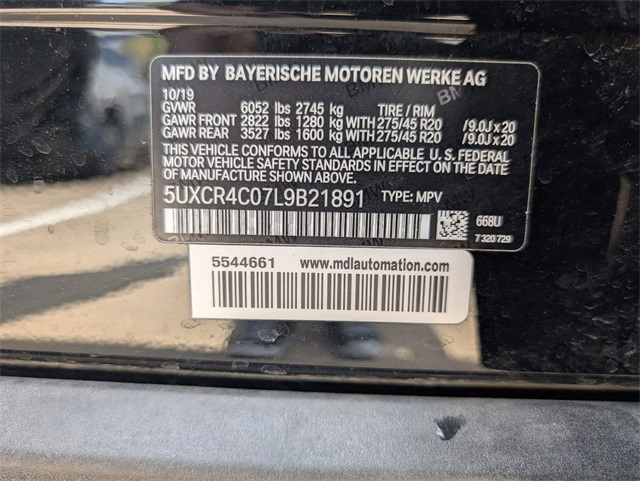 MFD BY BAYERISCHE MOTOREN WERKE AG
10/19
GVWR 6052 lbs 2745 kg TIRE / RIM
GAWR FRONT 2822 lbs 1280 kg WITH 275/45 R20 /9.0J x 20
GAWR REAR 3527 lbs 1600 kg WITH 275/45 R20 /9.0J x 20
THIS VEHICLE CONFORMS TO ALL APPLICABLE U. S. FEDERAL
MOTOR VEHICLE SAFETY STANDARDS IN EFFECT ON THE DATE OF
MANUFACTURE SHOWN ABOVE.
5UXCR4C07L9B21891 TYPE: MPV
668U
7 320 729
5544661 www.mdlautomation.com